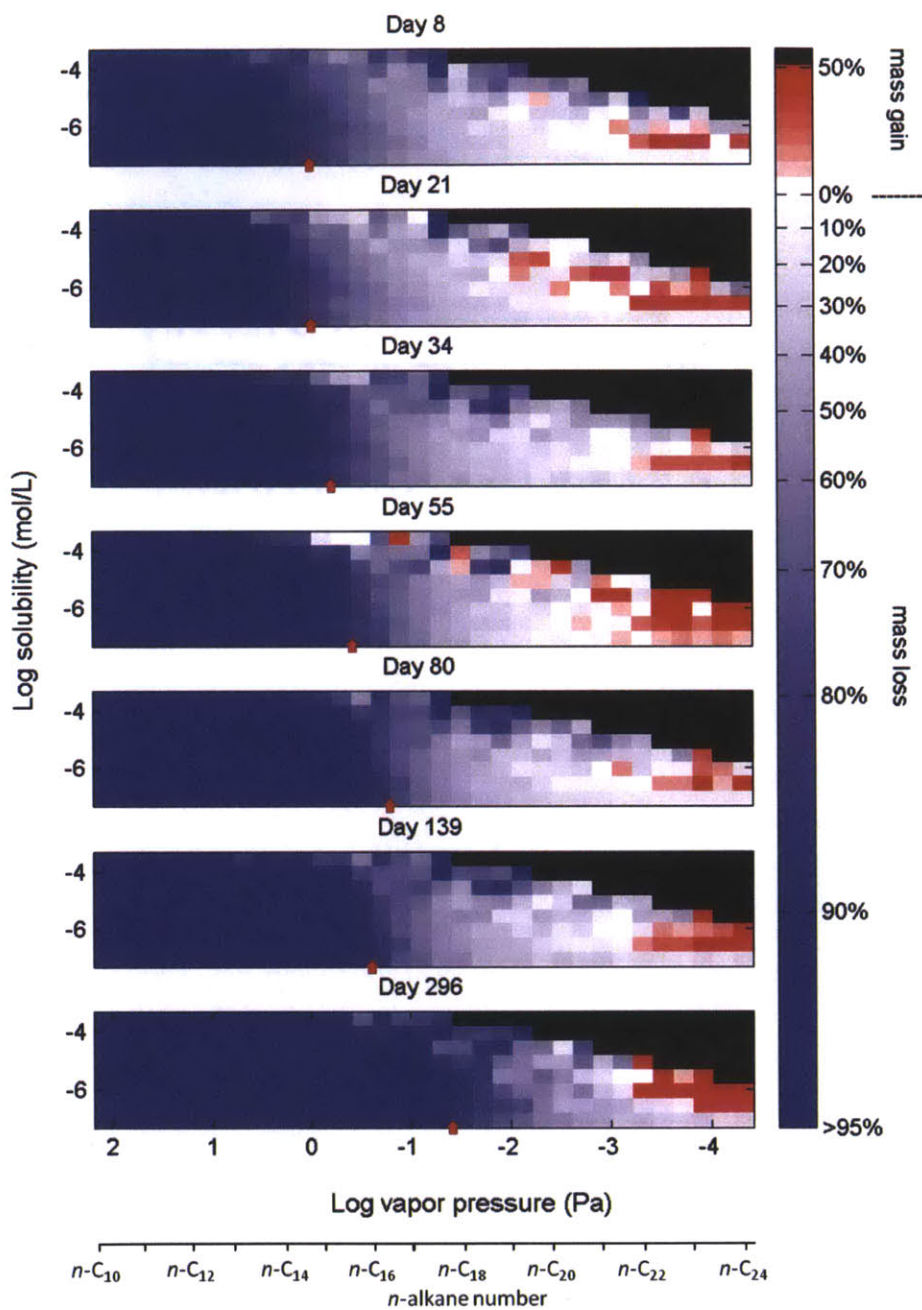 Day 8
-4
-6
Day 21
-4
-6
Day 34
-4
-6
Day 55
-4
-6
Day 80
-4
-6
Day 139
-4
-6
Day 296
-4
-6
Log solubility (mol/L)
2 1 0 -1 -2 -3 -4
Log vapor pressure (Pa)
n-C10 n-C12 n-C14 n-C16 n-C18 n-C20 n-C22 n-C24
n-alkane number
50%
0%
10%
20%
30%
40%
50%
60%
70%
80%
90%
>95%
mass gain
mass loss